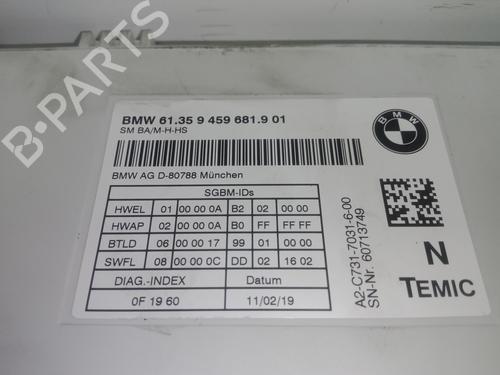 B-PARTS
BMW 61.35 9 459 681.9 01
SM BA/M-H-HS
BMW
BMW AG D-80788 München
SGBM-IDs
HWEL 01 00 00 0A B2 02 00 00
HWAP 02 00 00 0A B0 FF FF FF
BTLD 06 00 00 17 99 01 00 00
SWFL 08 00 00 0C DD 02 16 02
DIAG.-INDEX Datum
0F 19 60 11/02/19
A2-C731-7031-6-00
SN-Nr. 60713749
N
TEMIC